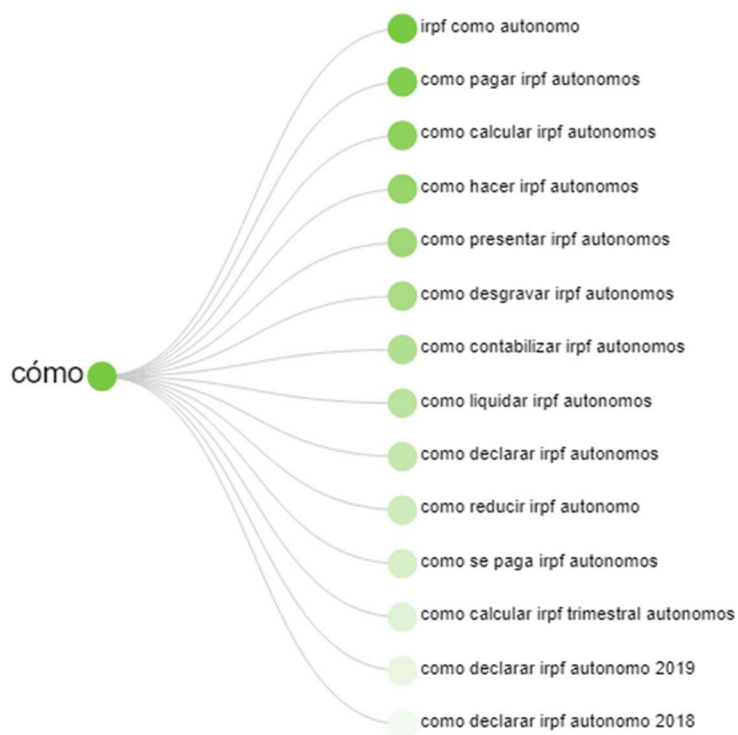 irpf como autonomo
como pagar irpf autonomos
como calcular irpf autonomos
como hacer irpf autonomos
como presentar irpf autonomos
como desgravar irpf autonomos
como contabilizar irpf autonomos
cómo
como liquidar irpf autonomos
como declarar irpf autonomos
como reducir irpf autonomo
como se paga irpf autonomos
como calcular irpf trimestral autonomos
como declarar irpf autonomo 2019
como declarar irpf autonomo 2018